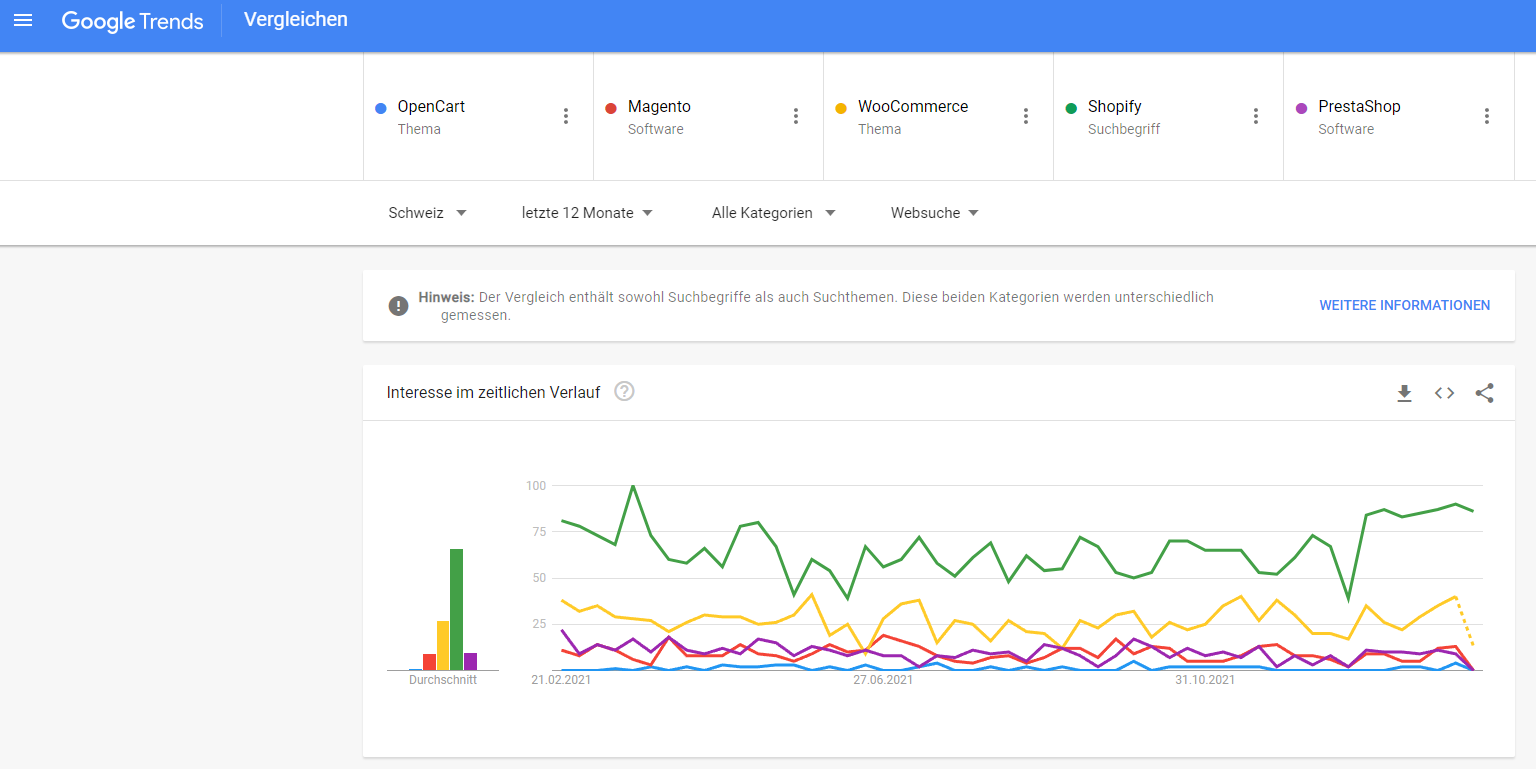 Google Trends Vergleichen
OpenCart Magento WooCommerce Shopify PrestaShop
Thema Software Thema Suchbegriff Software
Schweiz letzte 12 Monate Alle Kategorien Websuche
Hinweis: Der Vergleich enthält sowohl Suchbegriffe als auch Suchthemen. Diese beiden Kategorien werden unterschiedlich
gemessen.
WEITERE INFORMATIONEN
Interesse im zeitlichen Verlauf ?
100
75
50
25
Durchschnitt 21.02.2021 27.06.2021 31.10.2021